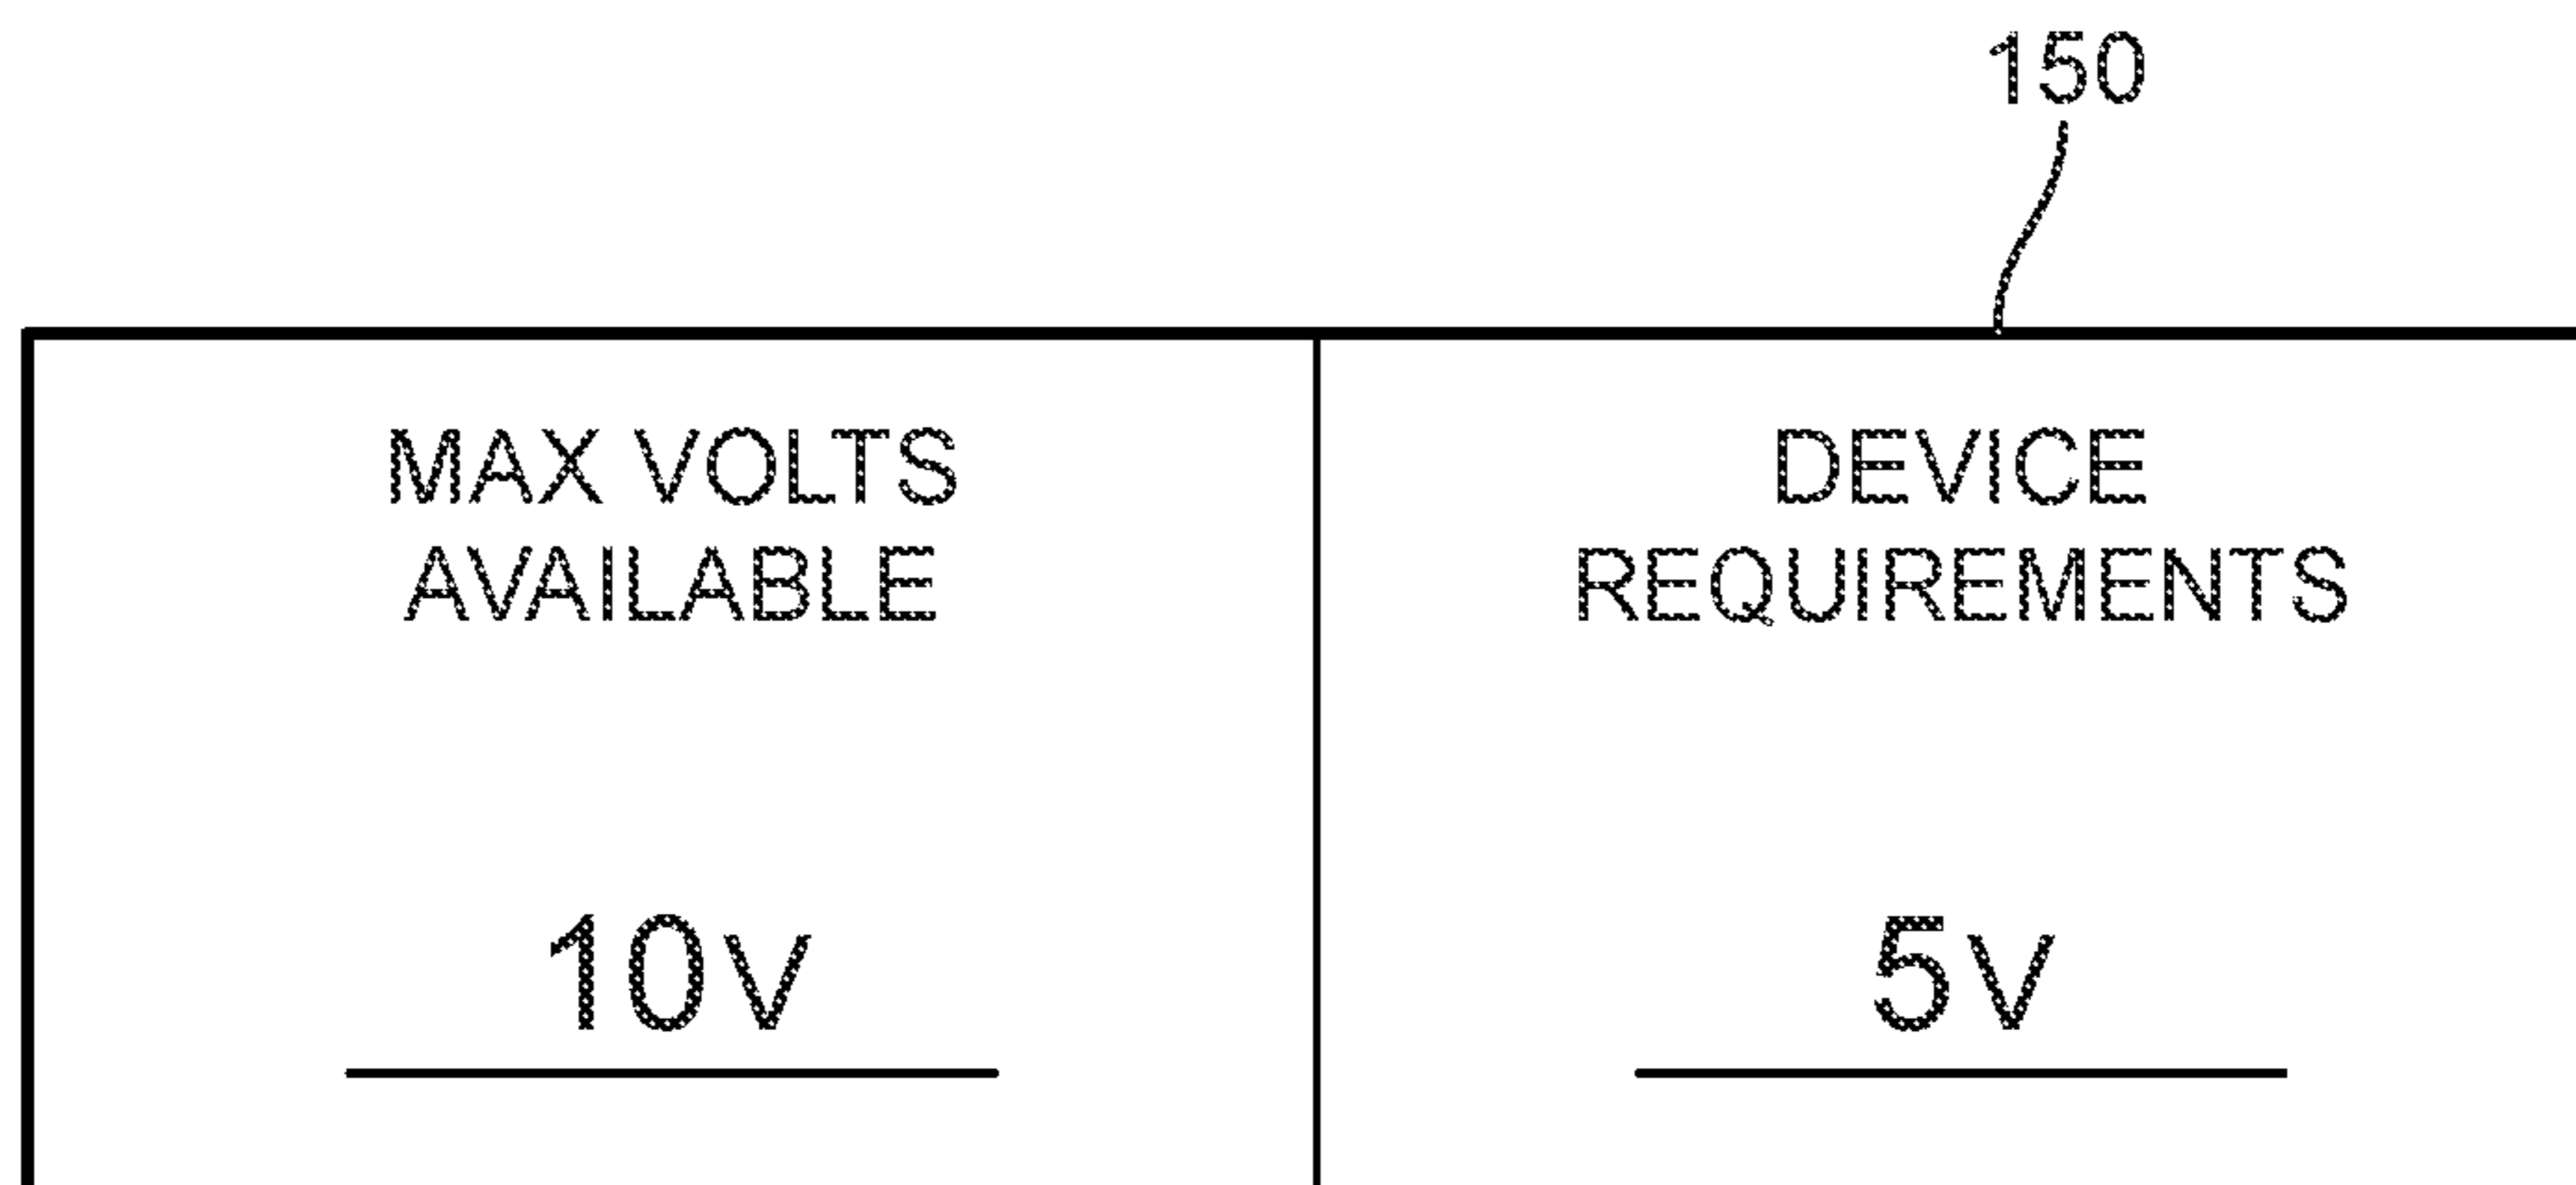 150
MAX VOLTS
AVAILABLE
10V
DEVICE
REQUIREMENTS
5V